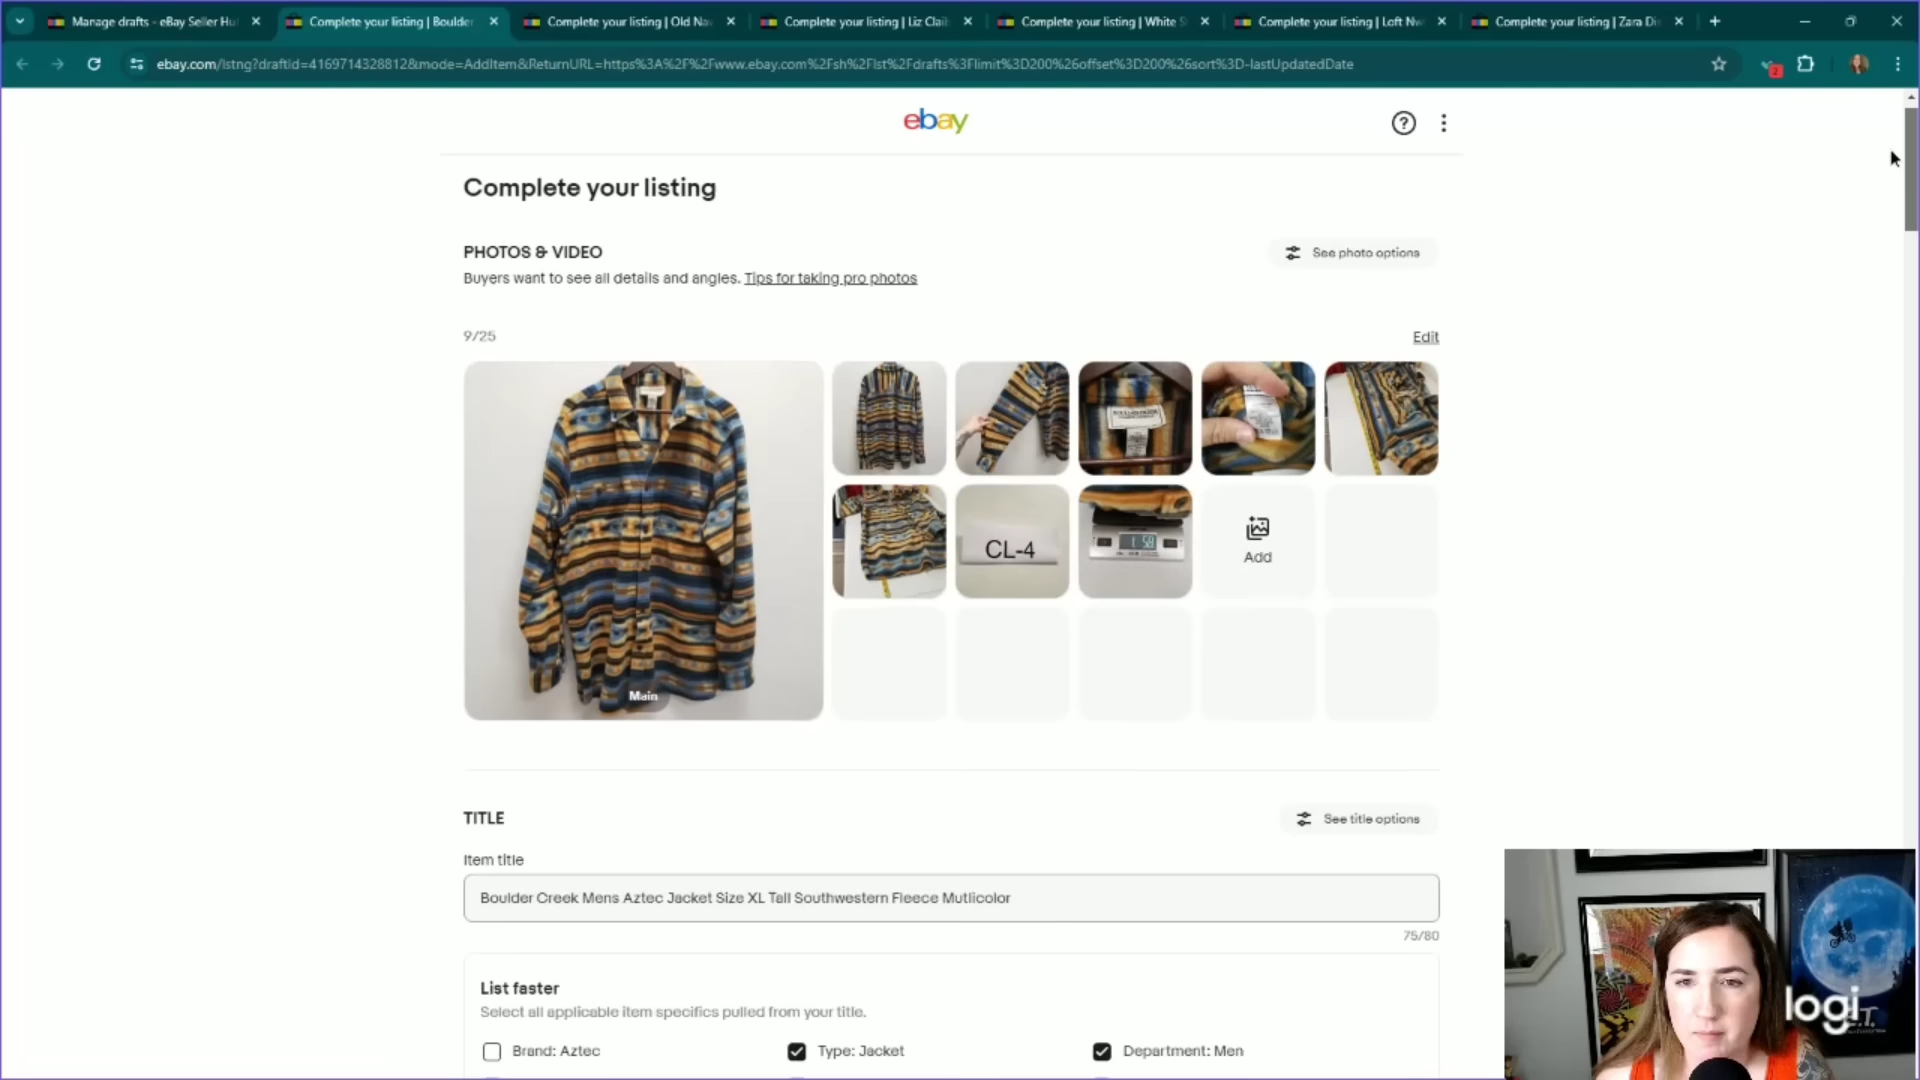 Manage drafts - eBay Seller Hu
Complete your listing | Boulder
Complete your listing | Old Na
Complete your listing | Liz Clai
Complete your listing | White S
Complete your listing | Loft Nw
Complete your listing | Zara Di
ebay.com/lstng?draftId=4169714328812&mode=AddItem&ReturnURL=https%3A%2F%2Fwww.ebay.com%2Fsh%2Flst%2Fdrafts%3Flimit%3D200%26offset%3D200%26sort%3D-lastUpdatedDate
2
ebay
Complete your listing
PHOTOS & VIDEO
See photo options
Buyers want to see all details and angles. Tips for taking pro photos
9/25
Edit
Main
CL-4
Add
TITLE
See title options
Item title
Boulder Creek Mens Aztec Jacket Size XL Tall Southwestern Fleece Mutlicolor
75/80
List faster
Select all applicable item specifics pulled from your title.
Brand: Aztec
Type: Jacket
Department: Men
logi
E.T.